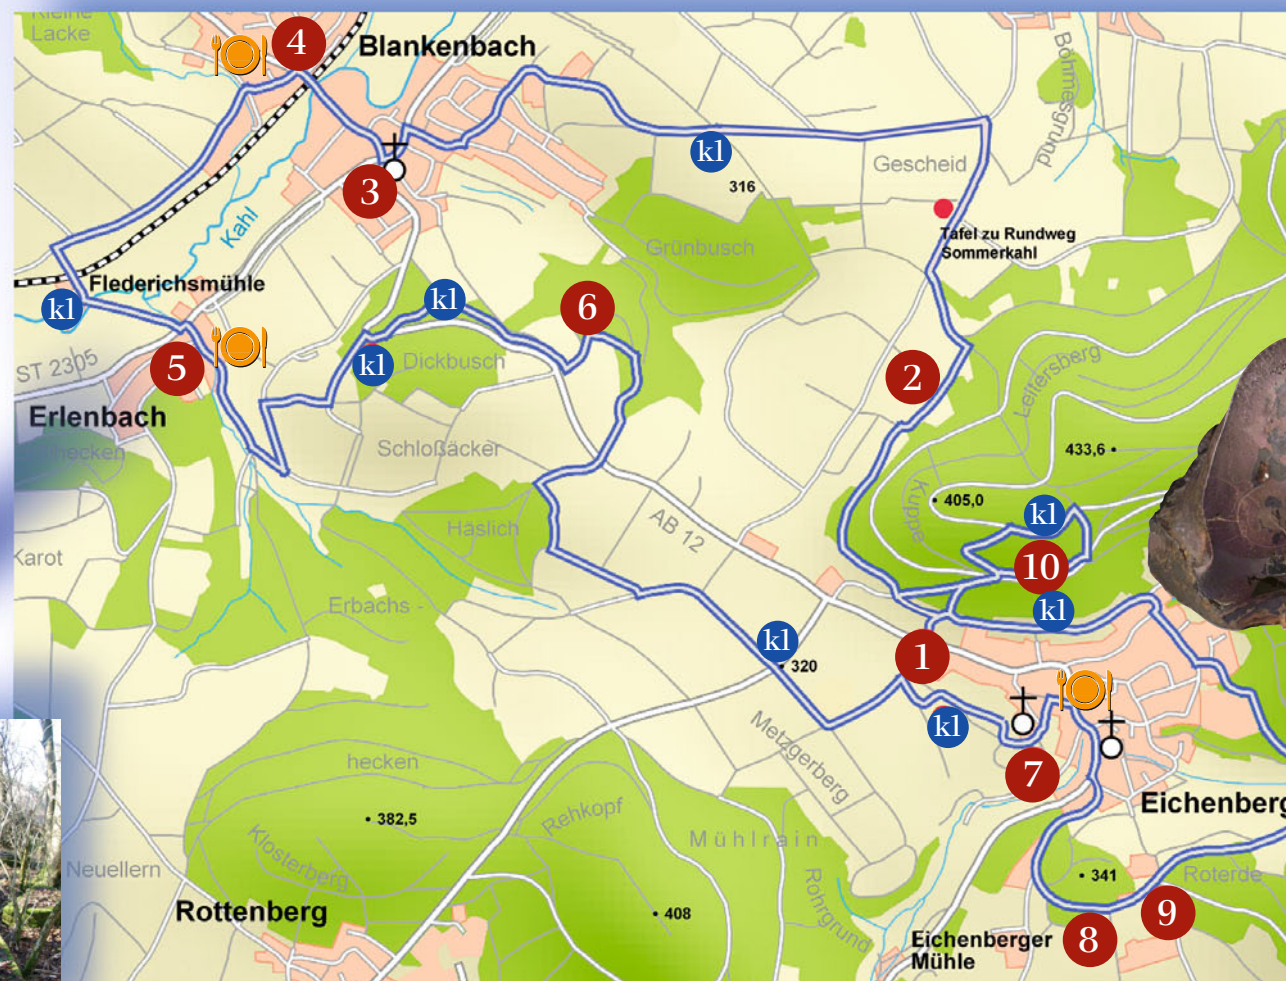 Kleine
Lacke
4
Blankenbach
Böhmesgrund
kl
Gescheid
3
316
Kahl
Grünbusch
Tafel zu Rundweg
Sommerkahl
Flederichsmühle
kl
kl
6
ST 2305
5
kl
Dickbusch
2
Leitersberg
Erlenbach
Schloßäcker
433,6
Kuppe
405,0
kl
Häslich
AB 12
Karot
10
Erbachs -
kl
kl
320
1
Metzgerberg
kl
7
hecken
382,5
Rehkopf
Eichenberg
Klosterberg
Mühlrain
Neuellern
341
Roterde
Rohrgrund
Rottenberg
408
9
8
Eichenberger
Mühle